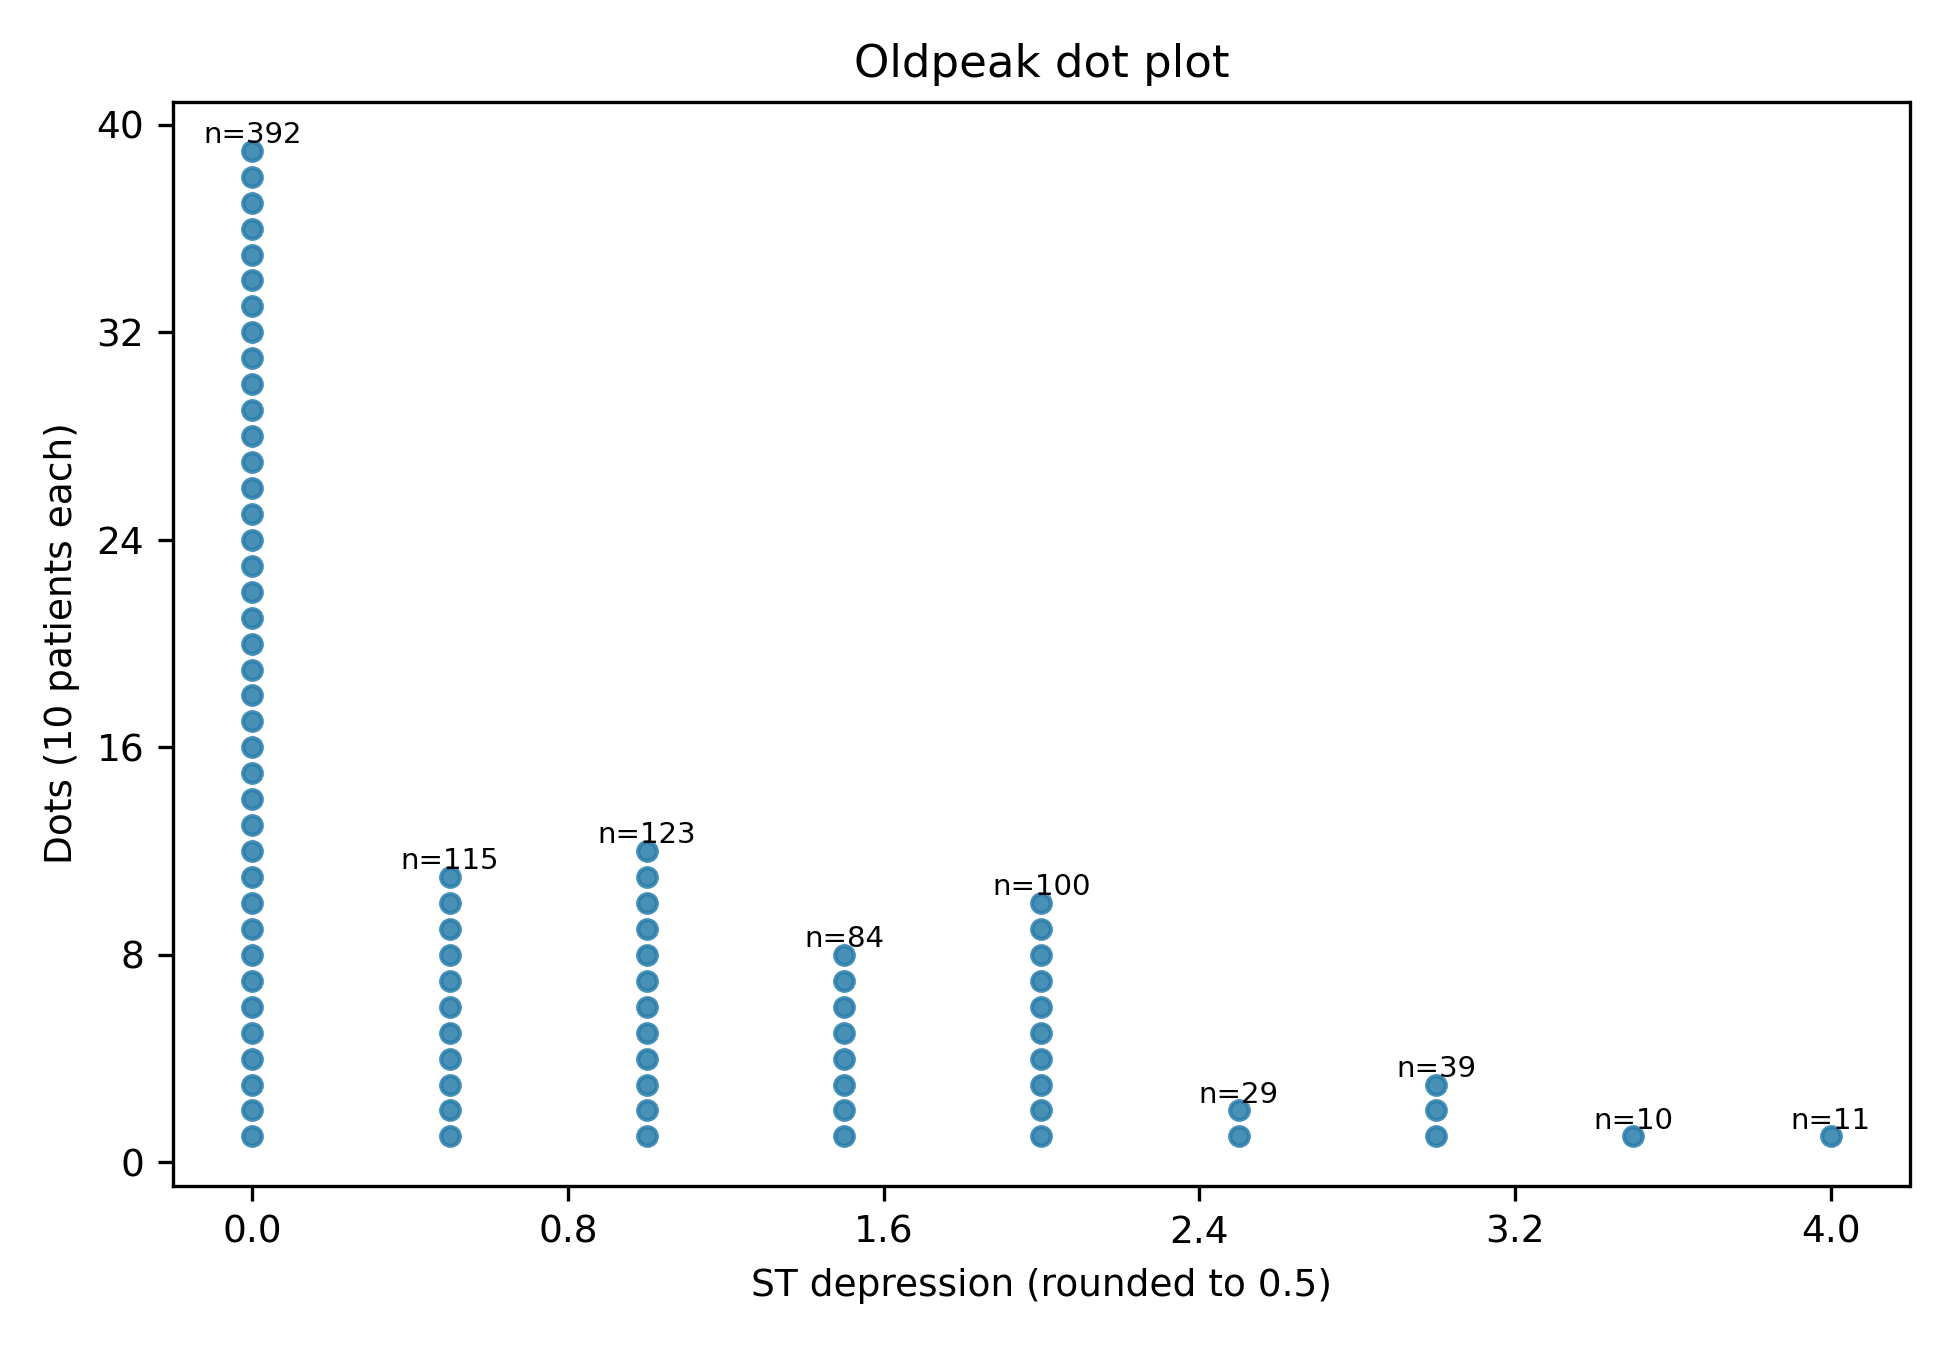 Oldpeak dot plot
40
32
24
16
8
0
Dots (10 patients each)
n=392
n=115
n=123
n=84
n=100
n=29
n=39
n=10
n=11
0.0 0.8 1.6 2.4 3.2 4.0
ST depression (rounded to 0.5)